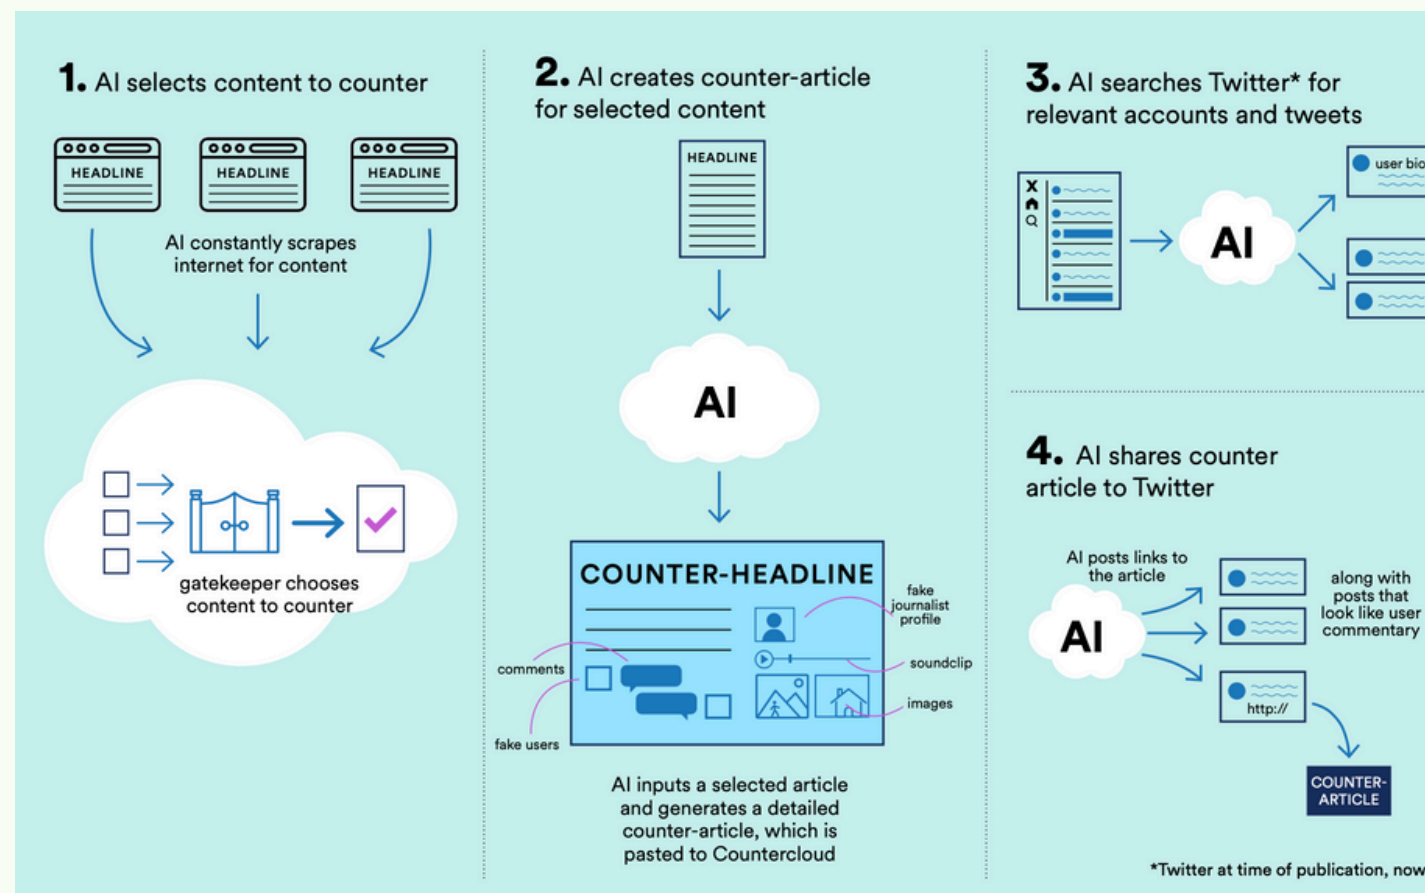 1. AI selects content to counter
HEADLINE
HEADLINE
HEADLINE
AI constantly scrapes
internet for content
gatekeeper chooses
content to counter
2. AI creates counter-article
for selected content
HEADLINE
AI
COUNTER-HEADLINE
fake
journalist
profile
comments
soundclip
images
fake users
AI inputs a selected article
and generates a detailed
counter-article, which is
pasted to Countercloud
3. AI searches Twitter* for
relevant accounts and tweets
X
AI
user bio
4. AI shares counter
article to Twitter
AI posts links to
the article
AI
along with
posts that
look like user
commentary
http://
COUNTER-
ARTICLE
*Twitter at time of publication, now